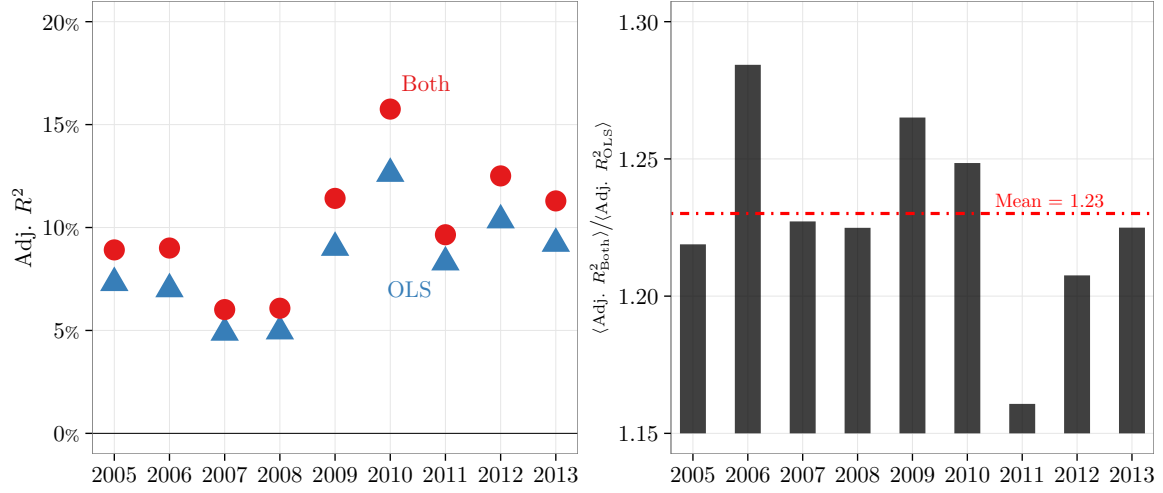 Adj. R²
20%
15%
10%
5%
0%
Both
OLS
2005 2006 2007 2008 2009 2010 2011 2012 2013
⟨Adj. R²Both⟩/⟨Adj. R²OLS⟩
1.30
1.25
1.20
1.15
Mean = 1.23
2005 2006 2007 2008 2009 2010 2011 2012 2013